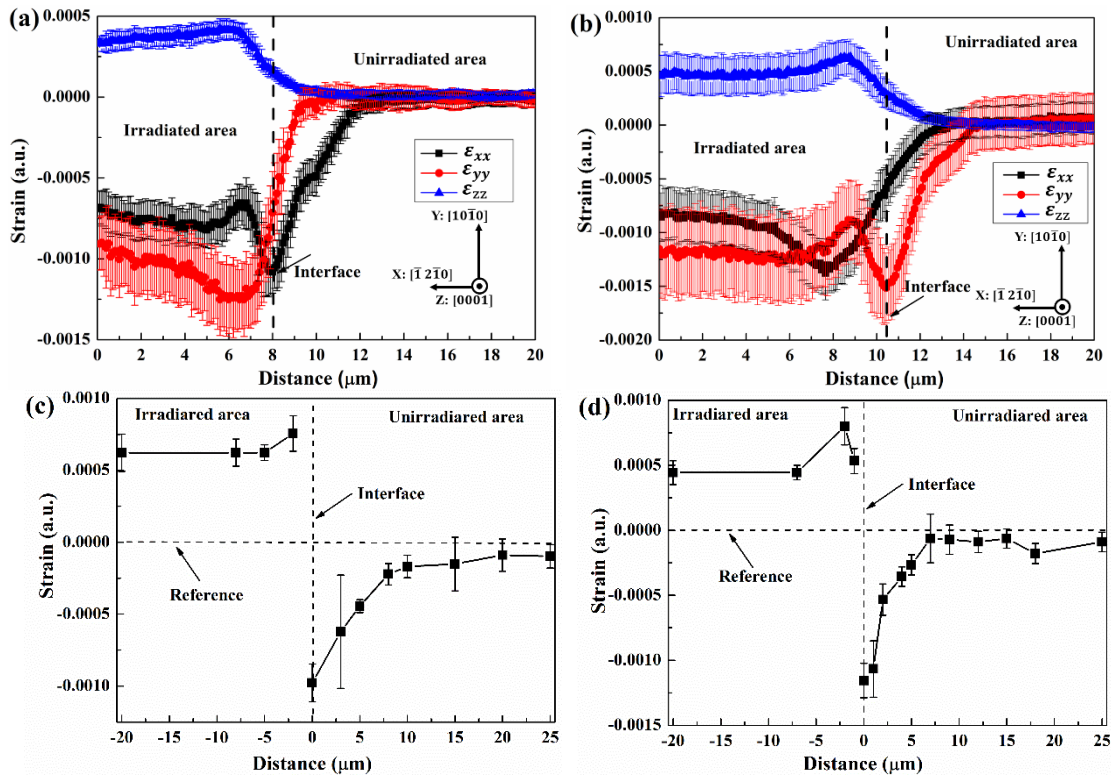 (a)
0.0005
0.0000
-0.0005
-0.0010
-0.0015
Strain (a.u.)
Unirradiated area
Irradiated area
εxx
εyy
εzz
Y: [101̅0]
X: [1̅ 21̅0]
Z: [0001]
Interface
0 2 4 6 8 10 12 14 16 18 20
Distance (μm)
(b)
0.0010
0.0005
0.0000
-0.0005
-0.0010
-0.0015
-0.0020
Strain (a.u.)
Unirradiated area
Irradiated area
εxx
εyy
εzz
Y: [101̅0]
X: [1̅ 21̅0]
Z: [0001]
Interface
0 2 4 6 8 10 12 14 16 18 20
Distance (μm)
(c)
0.0010
0.0005
0.0000
-0.0005
-0.0010
Strain (a.u.)
Irradiared area
Unirradiared area
Interface
Reference
-20 -15 -10 -5 0 5 10 15 20 25
Distance (μm)
(d)
0.0010
0.0005
0.0000
-0.0005
-0.0010
-0.0015
Strain (a.u.)
Irradiared area
Unirradiared area
Interface
Reference
-20 -15 -10 -5 0 5 10 15 20 25
Distance (μm)